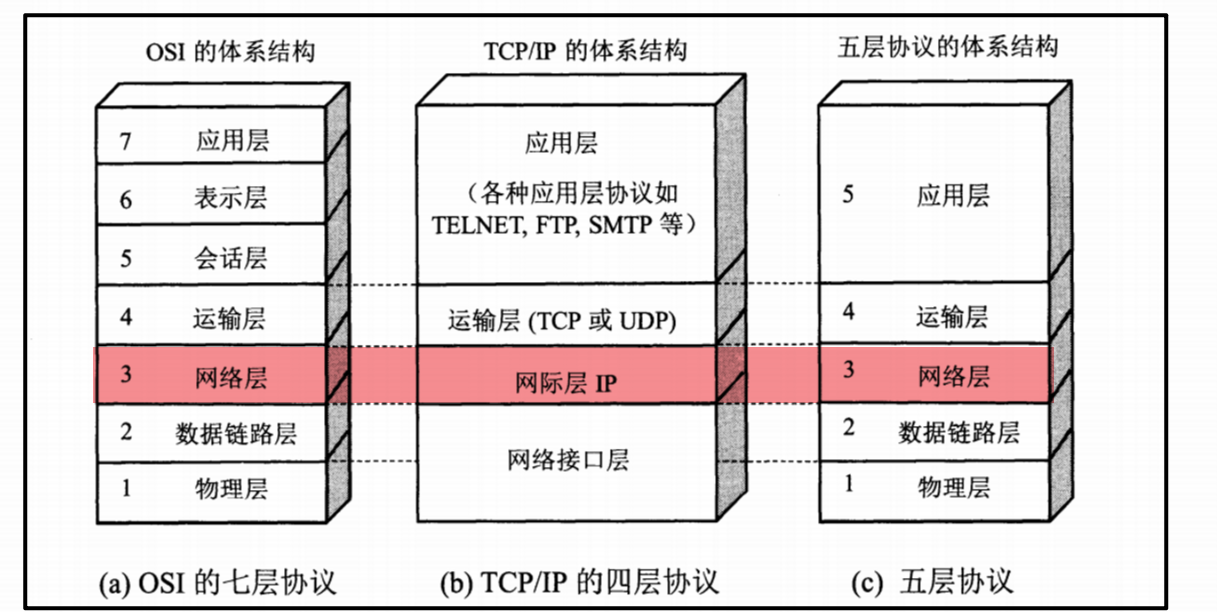 OSI 的体系结构
7 应用层
6 表示层
5 会话层
4 运输层
3 网络层
2 数据链路层
1 物理层
(a) OSI 的七层协议
TCP/IP 的体系结构
应用层
（各种应用层协议如
TELNET, FTP, SMTP 等）
运输层 (TCP 或 UDP)
网际层 IP
网络接口层
(b) TCP/IP 的四层协议
五层协议的体系结构
5 应用层
4 运输层
3 网络层
2 数据链路层
1 物理层
(c) 五层协议